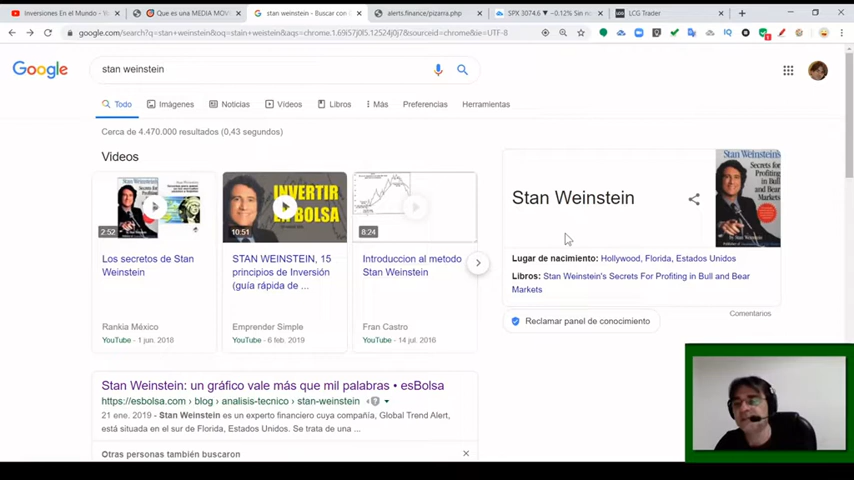 Inversiones En el Mundo - Yo
Que es una MEDIA MOV
stan weinstein - Buscar con
alerts.finance/pizarra.php
SPX 3074.6 ▼ −0.12% Sin
LCG Trader
google.com/search?q=stan+weinstein&oq=stan+weistein&aqs=chrome.1.69i57j0l5.12524j0j7&sourceid=chrome&ie=UTF-8
Google
stan weinstein
Todo
Imágenes
Noticias
Vídeos
Libros
Más
Preferencias
Herramientas
Cerca de 4.470.000 resultados (0,43 segundos)
Videos
2:52
INVERTIR
EN BOLSA
10:51
8:24
Los secretos de Stan
Weinstein
Rankia México
YouTube - 1 jun. 2018
STAN WEINSTEIN, 15
principios de Inversión
(guía rápida de ...
Emprender Simple
YouTube - 6 feb. 2019
Introduccion al metodo
Stan Weinstein
Fran Castro
YouTube - 14 jul. 2016
Stan Weinstein: un gráfico vale más que mil palabras • esBolsa
https://esbolsa.com › blog › analisis-tecnico › stan-weinstein
21 ene. 2019 - Stan Weinstein es un experto financiero cuya compañía, Global Trend Alert,
está situada en el sur de Florida, Estados Unidos. Se trata de una ...
Otras personas también buscaron
Stan Weinstein
Stan Weinstein's
Secrets for
Profiting
in Bull
and Bear
Markets
Lugar de nacimiento: Hollywood, Florida, Estados Unidos
Libros: Stan Weinstein's Secrets For Profiting in Bull and Bear
Markets
Comentarios
Reclamar panel de conocimiento